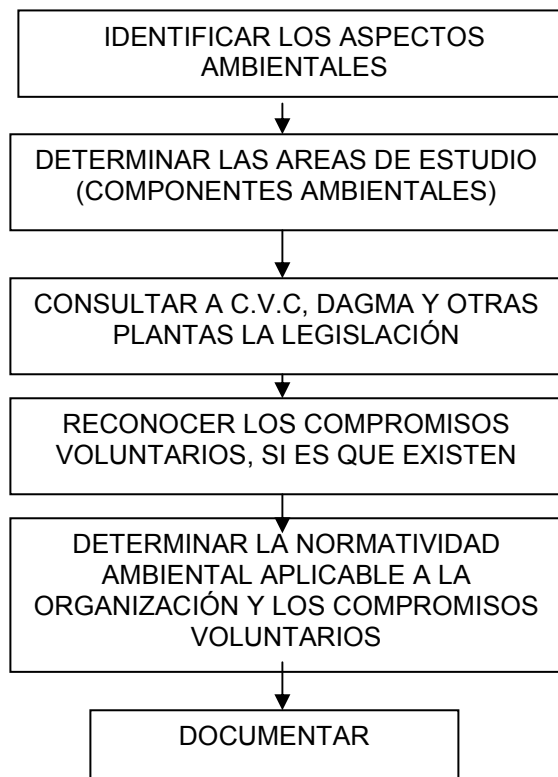 IDENTIFICAR LOS ASPECTOS
AMBIENTALES
DETERMINAR LAS AREAS DE ESTUDIO
(COMPONENTES AMBIENTALES)
CONSULTAR A C.V.C, DAGMA Y OTRAS
PLANTAS LA LEGISLACIÓN
RECONOCER LOS COMPROMISOS
VOLUNTARIOS, SI ES QUE EXISTEN
DETERMINAR LA NORMATIVIDAD
AMBIENTAL APLICABLE A LA
ORGANIZACIÓN Y LOS COMPROMISOS
VOLUNTARIOS
DOCUMENTAR